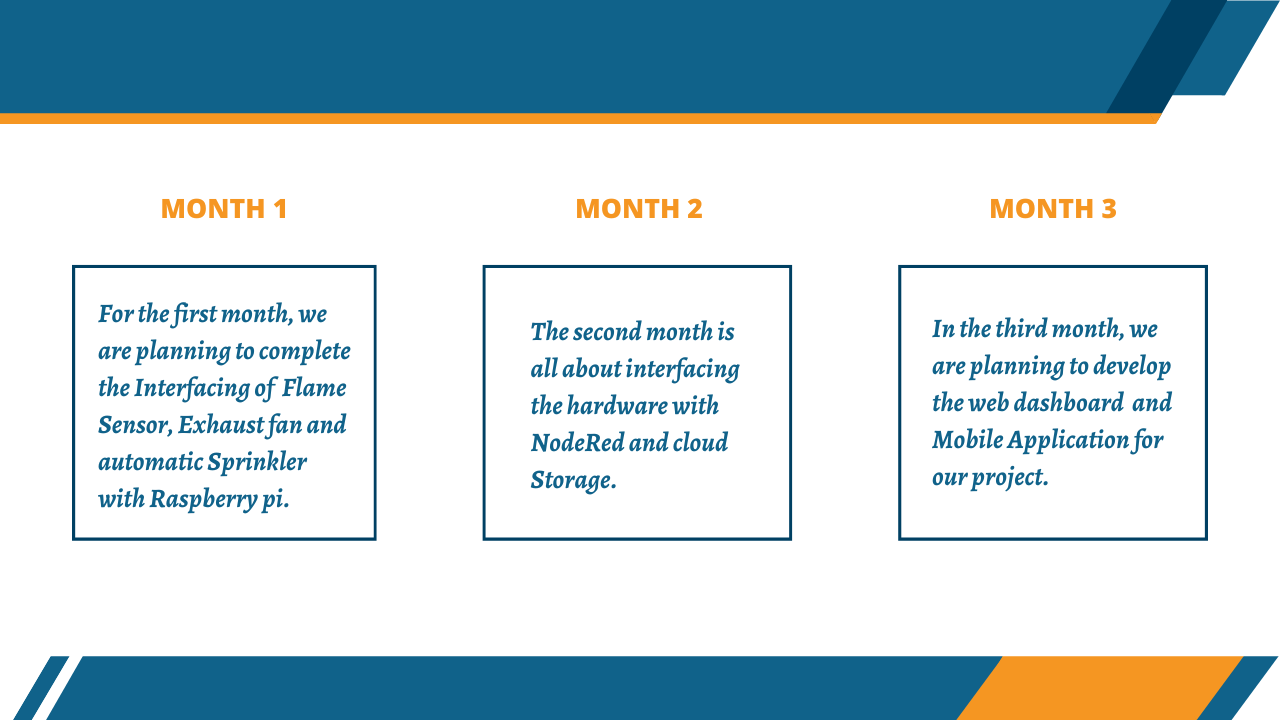 MONTH 1
For the first month, we
are planning to complete
the Interfacing of Flame
Sensor, Exhaust fan and
automatic Sprinkler
with Raspberry pi.
MONTH 2
The second month is
all about interfacing
the hardware with
NodeRed and cloud
Storage.
MONTH 3
In the third month, we
are planning to develop
the web dashboard and
Mobile Application for
our project.